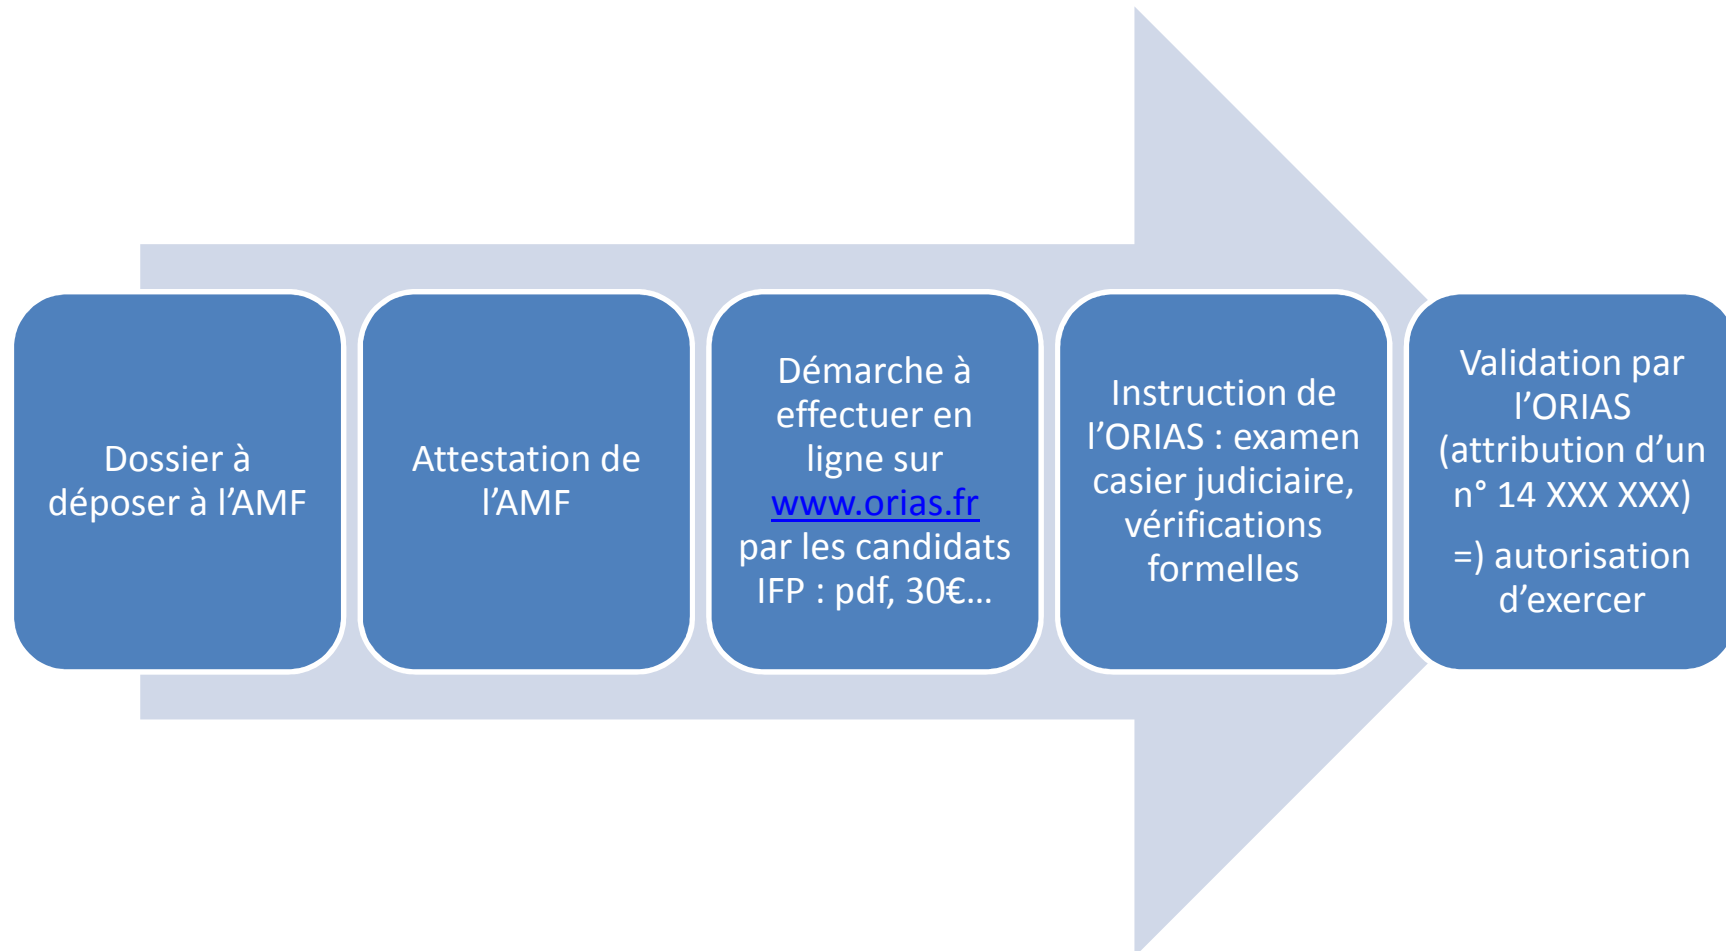 Dossier à
déposer à l’AMF
Attestation de
l’AMF
Démarche à
effectuer en
ligne sur
www.orias.fr
par les candidats
IFP : pdf, 30€…
Instruction de
l’ORIAS : examen
casier judiciaire,
vérifications
formelles
Validation par
l’ORIAS
(attribution d’un
n° 14 XXX XXX)
=) autorisation
d’exercer